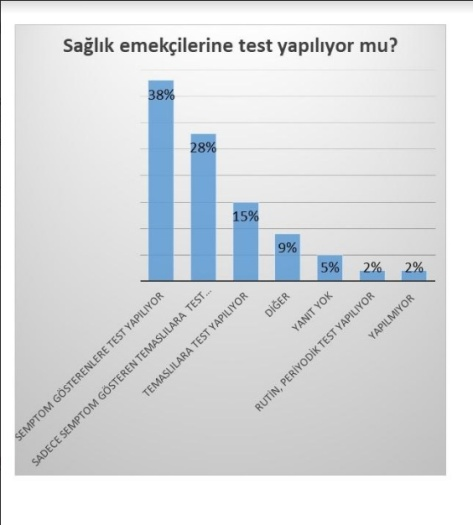 Sağlık emekçilerine test yapılıyor mu?
38%
28%
15%
9%
5%
2%
2%
SEMPTOM GÖSTERENLERE TEST YAPILIYOR
SADECE SEMPTOM GÖSTEREN TEMASLILARA TEST...
TEMASLILARA TEST YAPILIYOR
DİĞER
YANIT YOK
RUTİN, PERİYODİK TEST YAPILIYOR
YAPILMIYOR